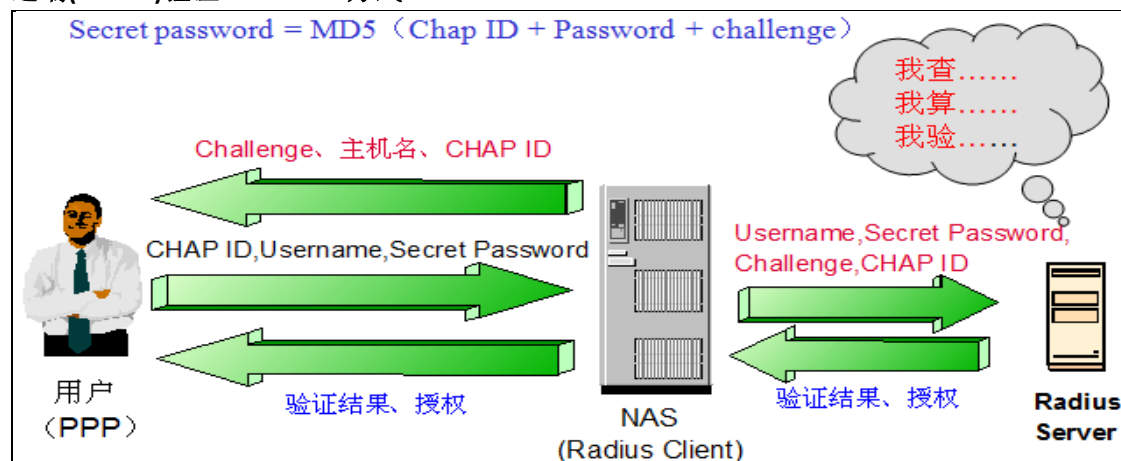 Secret password = MD5（Chap ID + Password + challenge）
我查……
我算……
我验……
Challenge、主机名、CHAP ID
CHAP ID,Username,Secret Password
Username,Secret Password,
Challenge,CHAP ID
验证结果、授权
验证结果、授权
用户
（PPP）
NAS
(Radius Client)
Radius
Server